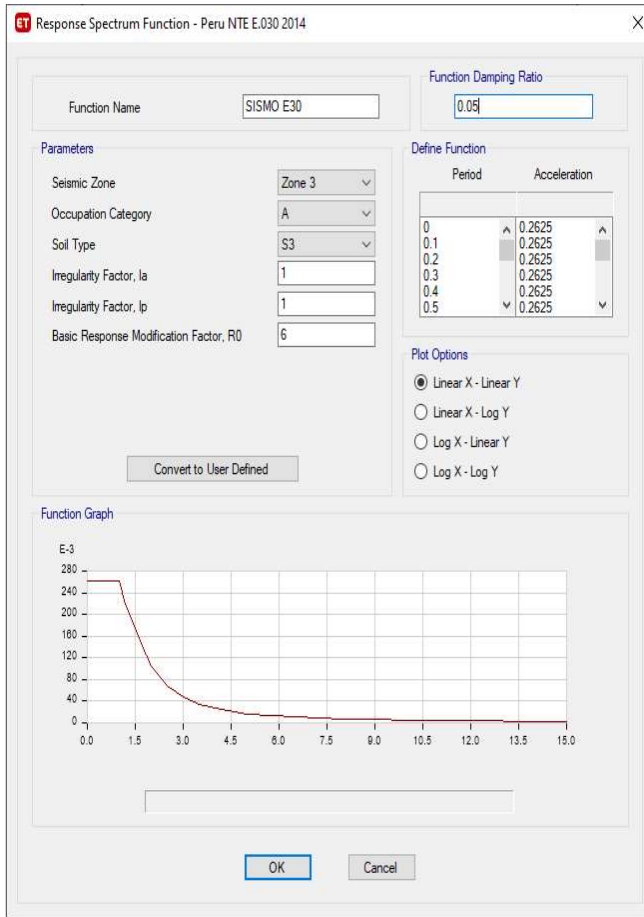 ET Response Spectrum Function - Peru NTE E.030 2014
Function Name SISMO E30
Function Damping Ratio
0.05
Parameters
Seismic Zone Zone 3
Occupation Category A
Soil Type S3
Irregularity Factor, Ia 1
Irregularity Factor, Ip 1
Basic Response Modification Factor, R0 6
Convert to User Defined
Define Function
Period Acceleration
0 0.2625
0.1 0.2625
0.2 0.2625
0.3 0.2625
0.4 0.2625
0.5 0.2625
Plot Options
Linear X - Linear Y
Linear X - Log Y
Log X - Linear Y
Log X - Log Y
Function Graph
E-3
280
240
200
160
120
80
40
0
0.0 1.5 3.0 4.5 6.0 7.5 9.0 10.5 12.0 13.5 15.0
OK Cancel